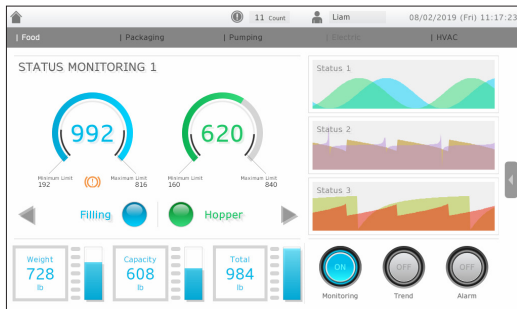 11 Count Liam 08/02/2019 (Fri) 11:17:23
| Food | Packaging | Pumping | Electric | HVAC
STATUS MONITORING 1
992
620
Minimum Limit
192
Maximum Limit
816
Minimum Limit
160
Maximum Limit
840
Filling
Hopper
Status 1
Status 2
Status 3
Weight
728
lb
Capacity
608
lb
Total
984
lb
ON
OFF
OFF
Monitoring Trend Alarm